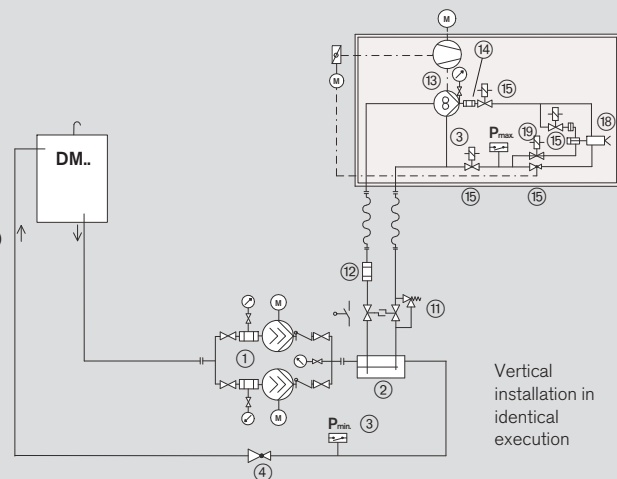 M
M
14
13
15
8
DM..
3
Pmax.
19
15
18
15
15
12
11
M
1
2
M
Pmin.
3
4
Vertical
installation in
identical
execution